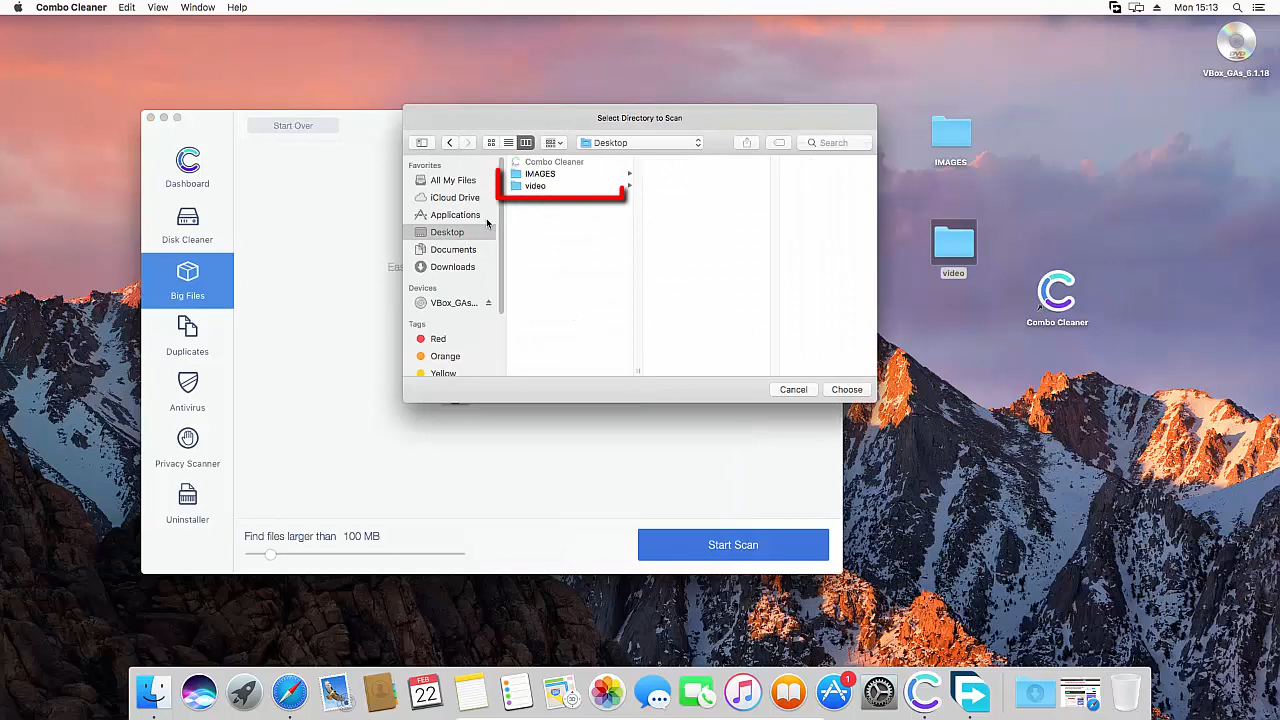 Combo Cleaner Edit View Window Help Mon 15:13
VBox_GAs_6.1.18
Select Directory to Scan
Start Over
Desktop
Search
Favorites
All My Files
iCloud Drive
Applications
Desktop
Documents
Downloads
Devices
VBox_GAs...
Tags
Red
Orange
Yellow
Combo Cleaner
IMAGES
video
Cancel Choose
Dashboard
Disk Cleaner
Big Files
Duplicates
Antivirus
Privacy Scanner
Uninstaller
Eas
Find files larger than 100 MB
Start Scan
IMAGES
video
Combo Cleaner
FEB
22
1